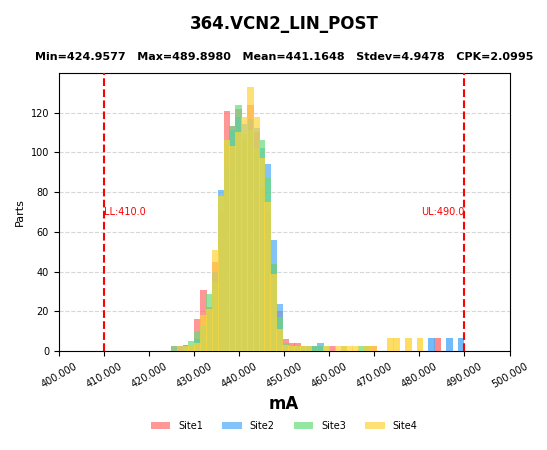 364.VCN2_LIN_POST
Min=424.9577 Max=489.8980 Mean=441.1648 Stdev=4.9478 CPK=2.0995
Parts
120
100
80
60
40
20
0
LL:410.0
UL:490.0
400.000 410.000 420.000 430.000 440.000 450.000 460.000 470.000 480.000 490.000 500.000
mA
Site1 Site2 Site3 Site4